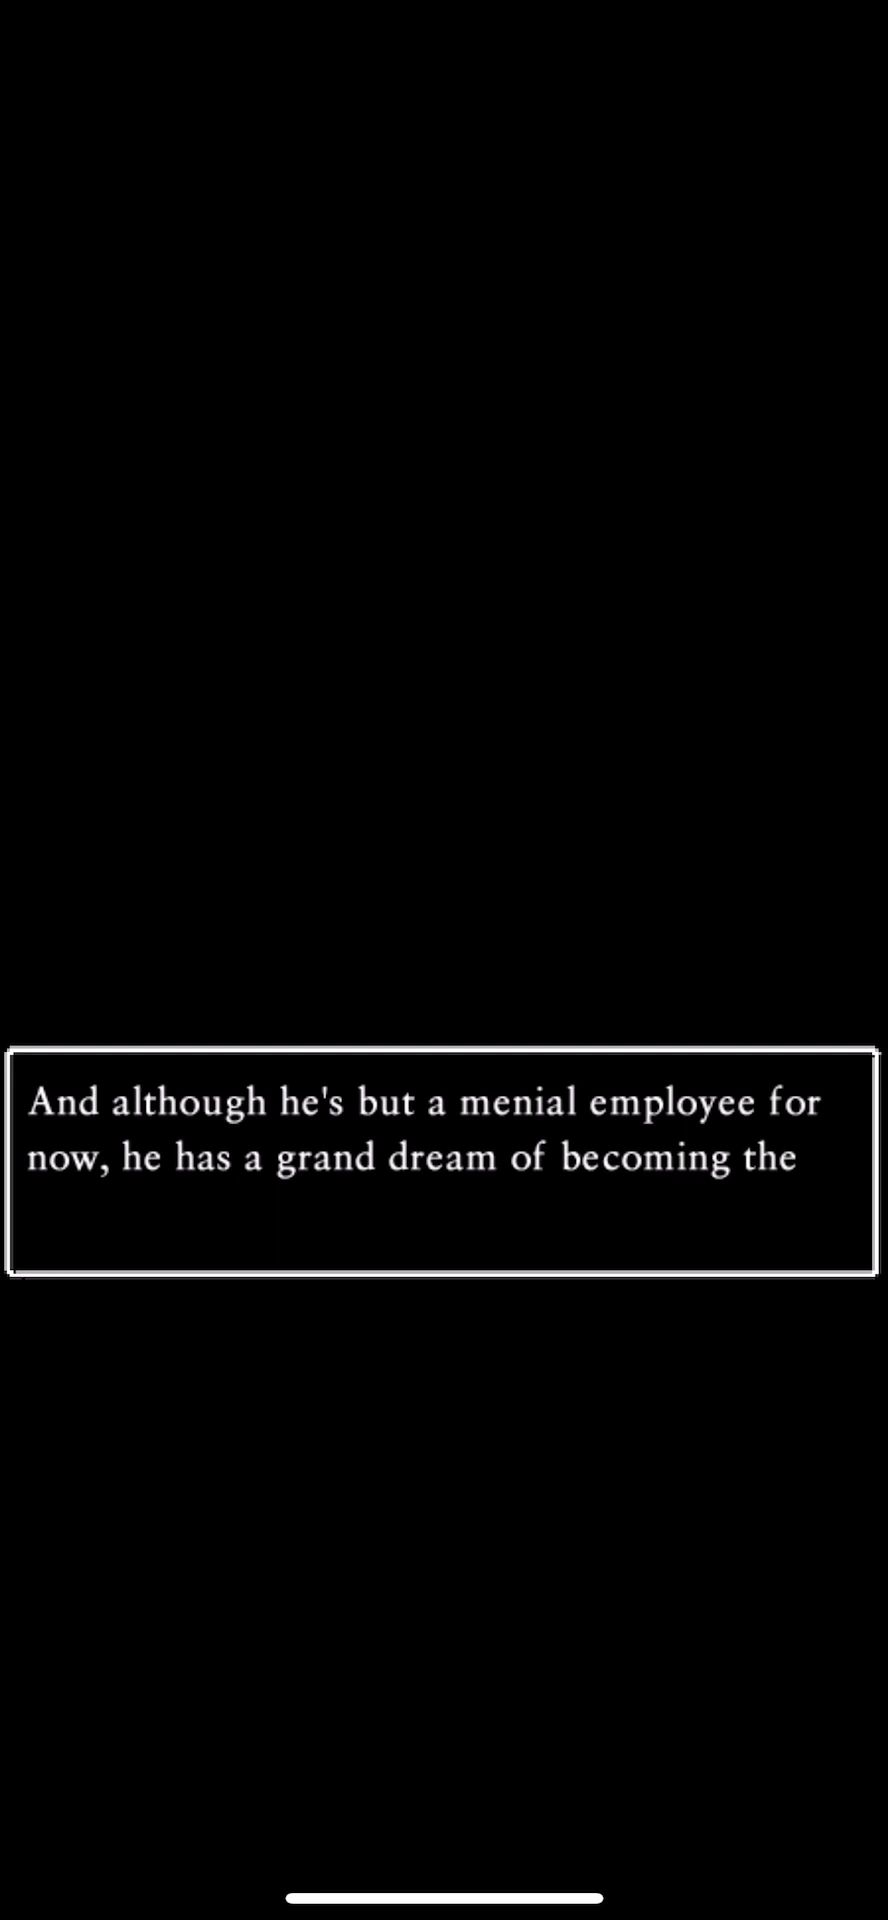 And although he's but a menial employee for
now, he has a grand dream of becoming the